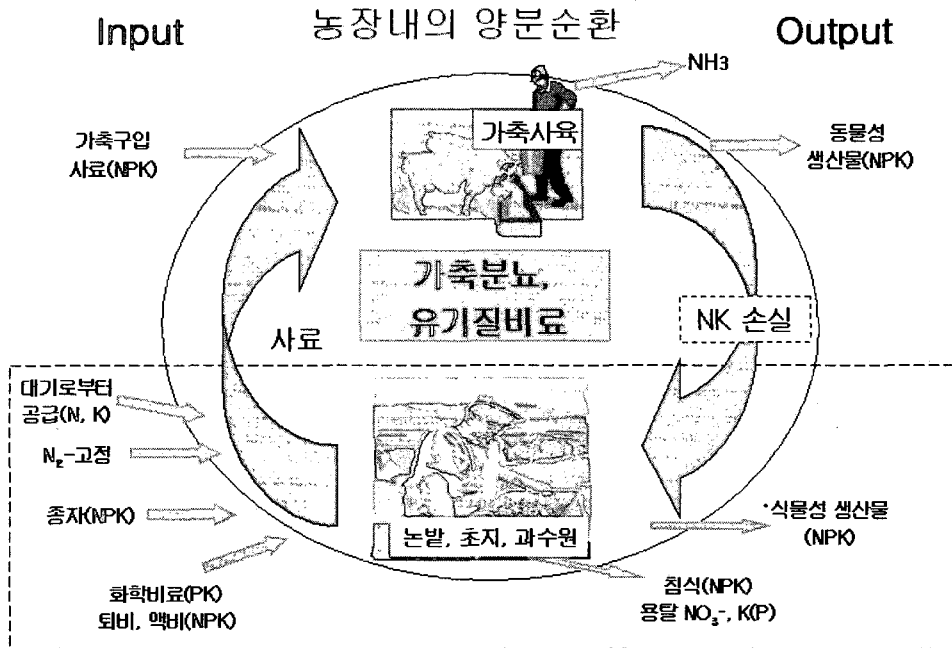 Input
농장내의 양분순환
Output
NH3
가축구입
사료(NPK)
가축사육
동물성
생산물(NPK)
가축분뇨,
유기질비료
사료
NK 손실
대기로부터
공급(N, K)
N₂-고정
종자(NPK)
논밭, 초지, 과수원
식물성 생산물
(NPK)
화학비료(PK)
퇴비, 액비(NPK)
침식(NPK)
용탈 NO₃-, K(P)